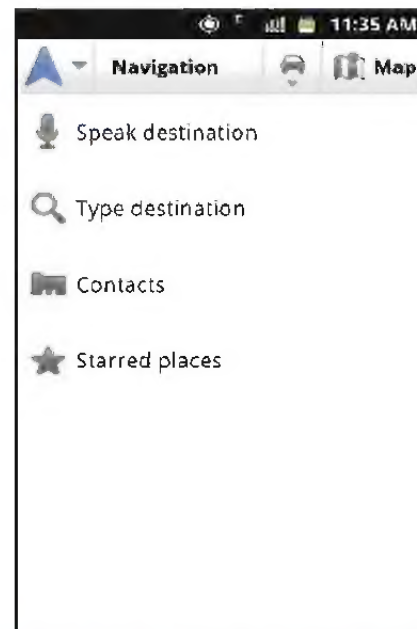 11:35 AM
Navigation Map
Speak destination
Type destination
Contacts
Starred places